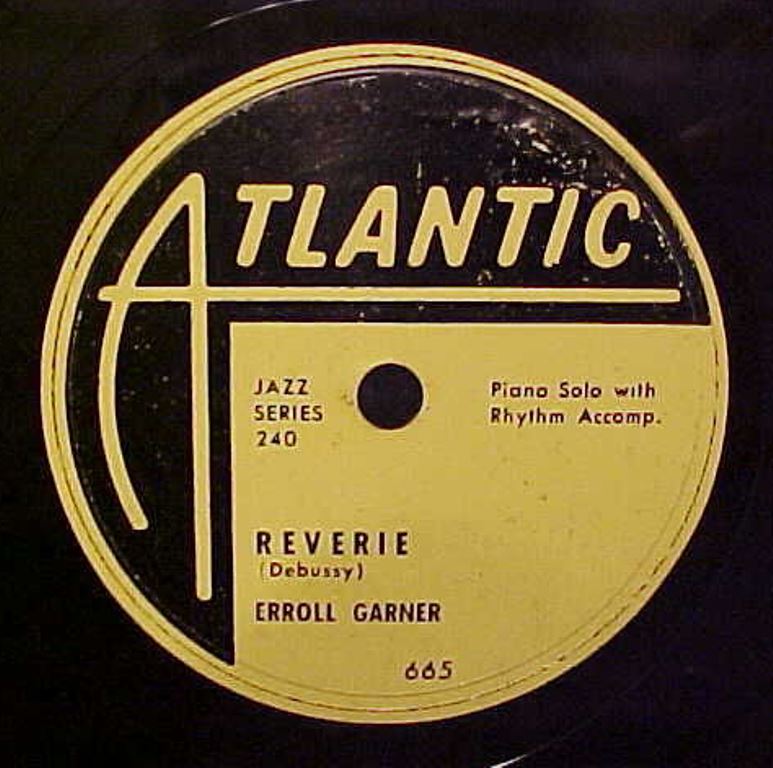 ATLANTIC
JAZZ
SERIES
240
Piano Solo with
Rhythm Accomp.
REVERIE
(Debussy)
ERROLL GARNER
665